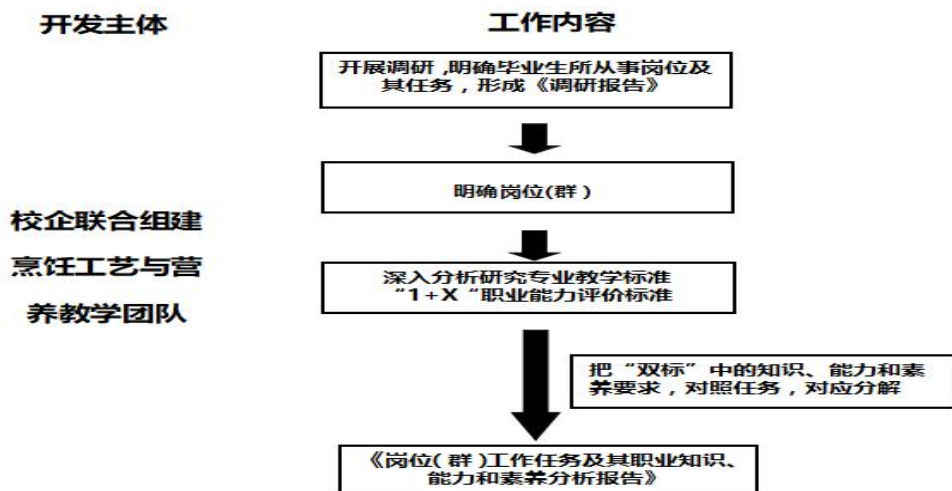 开发主体
工作内容
开展调研,明确毕业生所从事岗位及
其任务，形成《调研报告》
明确岗位(群)
校企联合组建
烹饪工艺与营
养教学团队
深入分析研究专业教学标准
“1+X“职业能力评价标准
把“双标”中的知识、能力和素
养要求，对照任务，对应分解
《岗位(群)工作任务及其职业知识、
能力和素养分析报告》